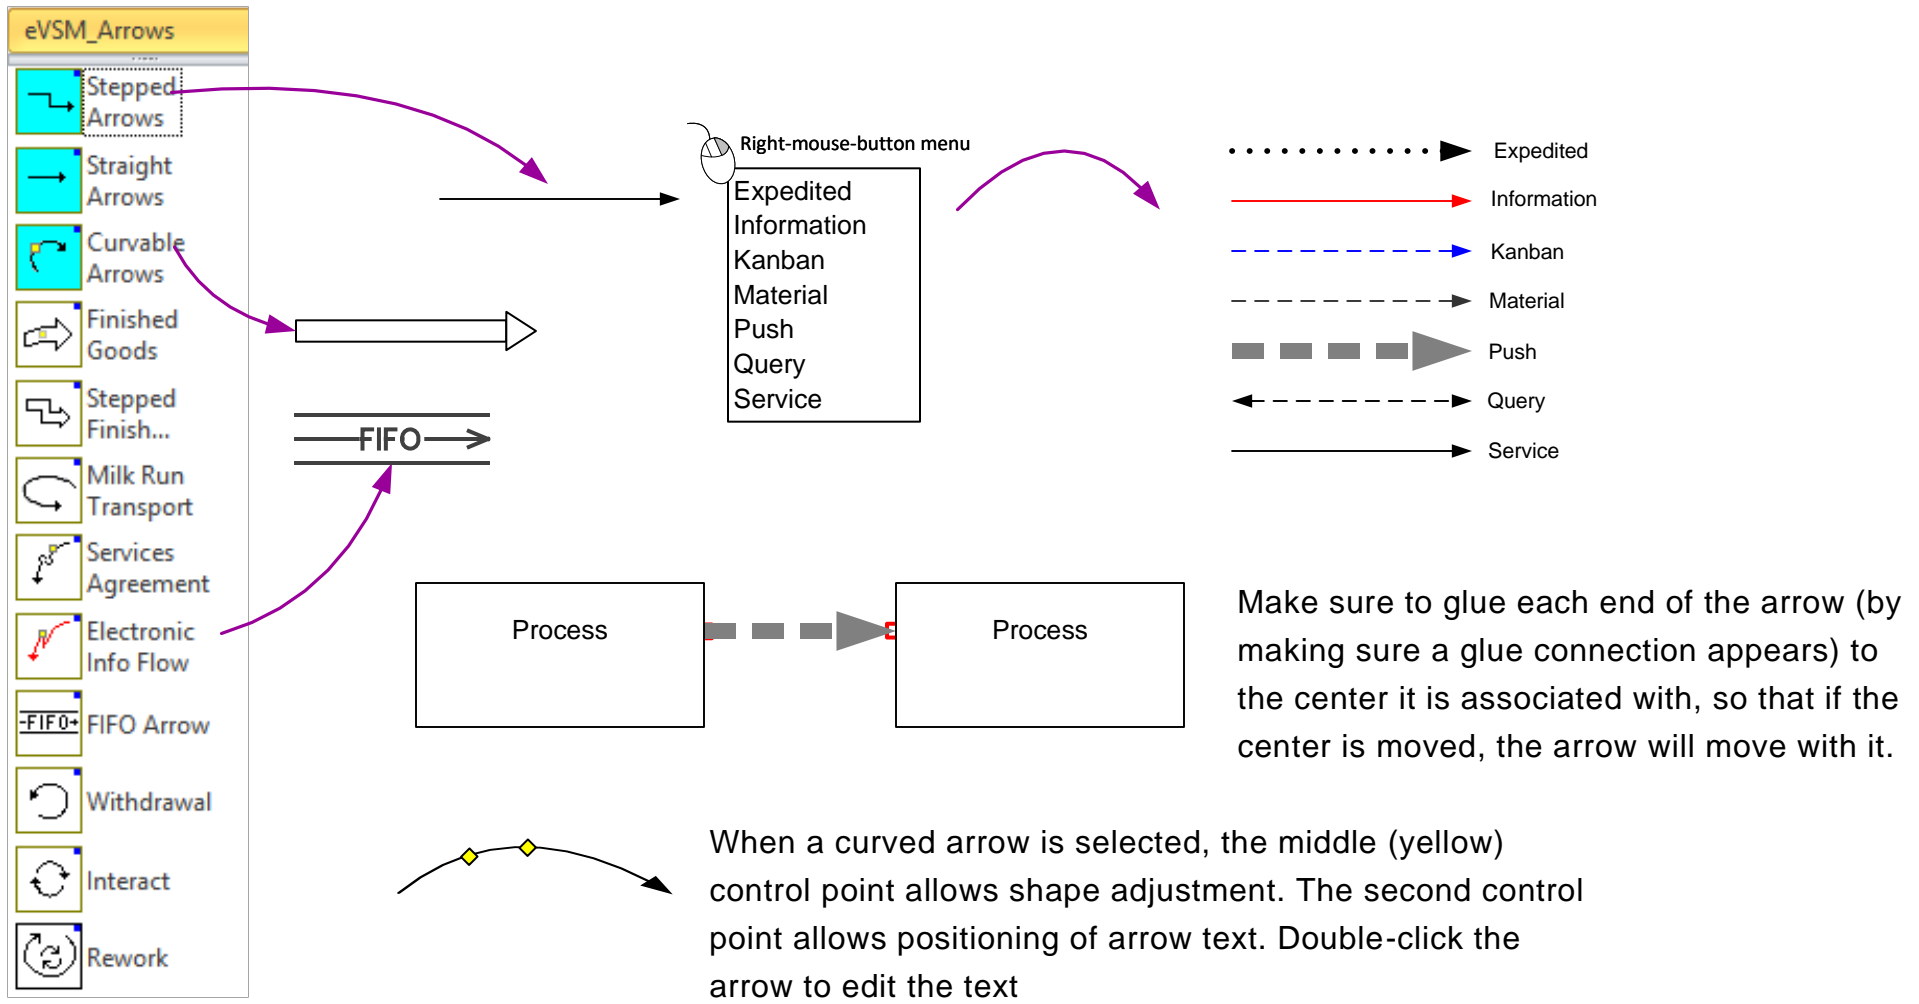 eVSM_Arrows
Stepped
Arrows
Straight
Arrows
Curvable
Arrows
Finished
Goods
Stepped
Finish...
Milk Run
Transport
Services
Agreement
Electronic
Info Flow
-FIFO+
FIFO Arrow
Withdrawal
Interact
Rework
FIFO
Right-mouse-button menu
Expedited
Information
Kanban
Material
Push
Query
Service
Expedited
Information
Kanban
Material
Push
Query
Service
Process
Process
Make sure to glue each end of the arrow (by
making sure a glue connection appears) to
the center it is associated with, so that if the
center is moved, the arrow will move with it.
When a curved arrow is selected, the middle (yellow)
control point allows shape adjustment. The second control
point allows positioning of arrow text. Double-click the
arrow to edit the text